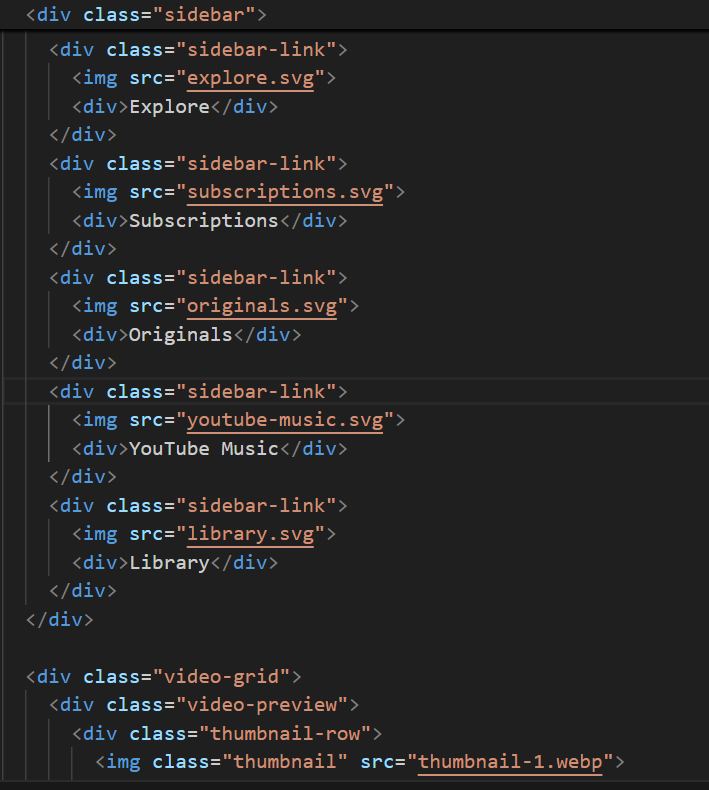 <div class="sidebar">
<div class="sidebar-link">
<img src="explore.svg">
<div>Explore</div>
</div>
<div class="sidebar-link">
<img src="subscriptions.svg">
<div>Subscriptions</div>
</div>
<div class="sidebar-link">
<img src="originals.svg">
<div>Originals</div>
</div>
<div class="sidebar-link">
<img src="youtube-music.svg">
<div>YouTube Music</div>
</div>
<div class="sidebar-link">
<img src="library.svg">
<div>Library</div>
</div>
</div>
<div class="video-grid">
<div class="video-preview">
<div class="thumbnail-row">
<img class="thumbnail" src="thumbnail-1.webp">